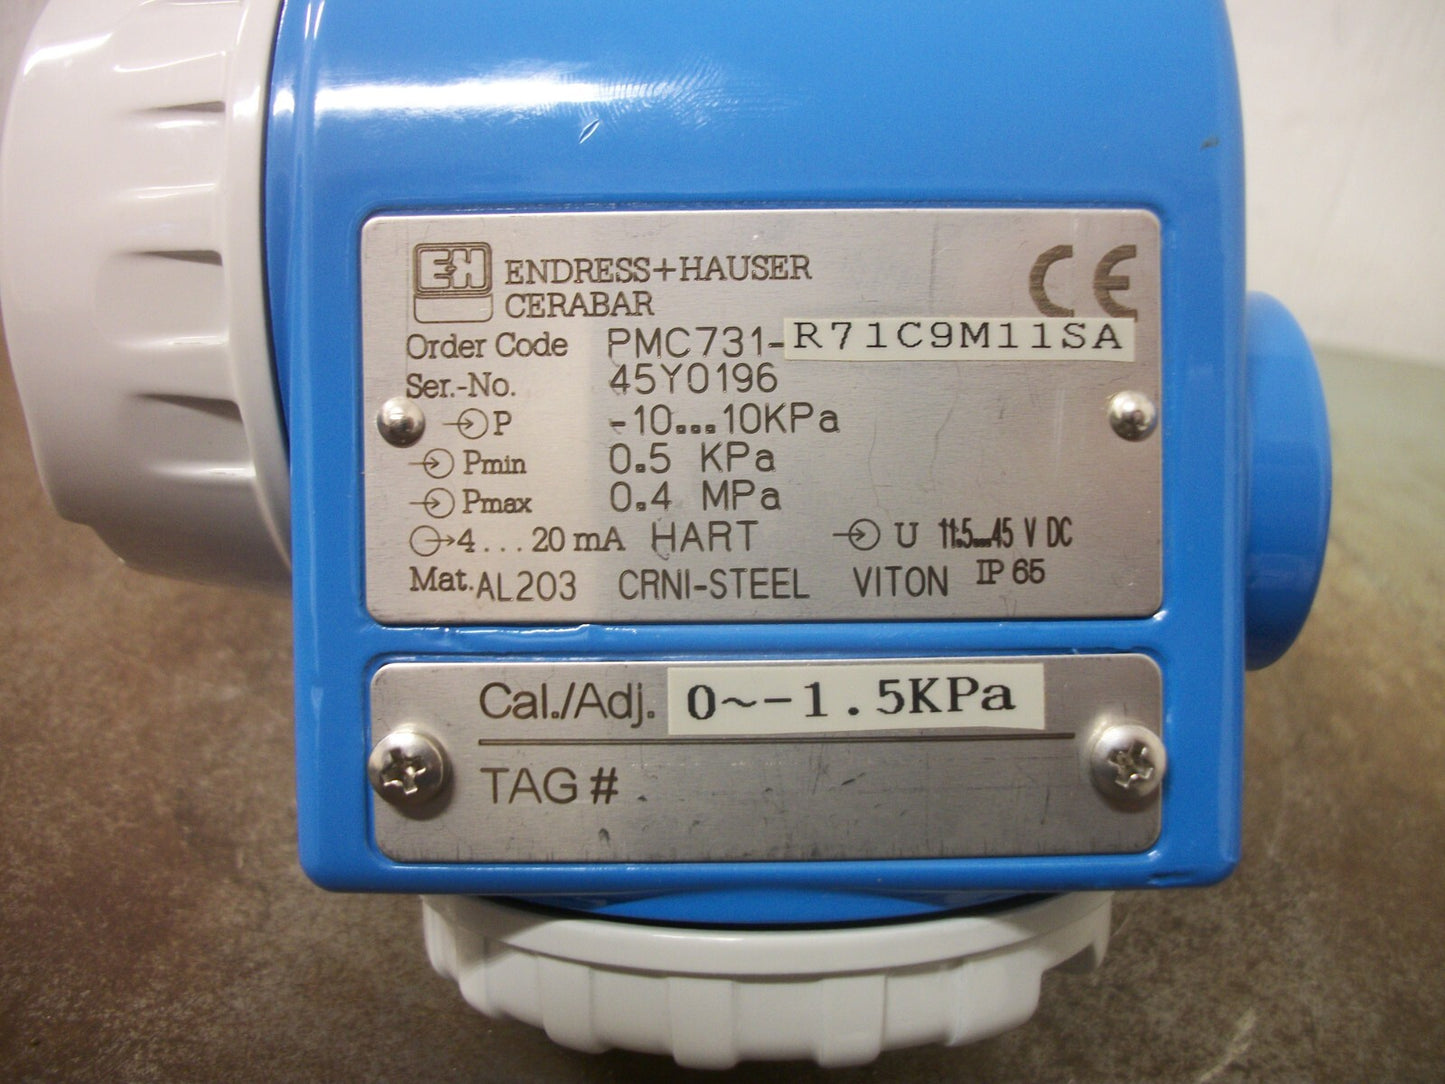 E+H ENDRESS+HAUSER
CERABAR
CE
Order Code PMC731-R71C9M11SA
Ser.-No. 45Y0196
P -10...10KPa
Pmin 0.5 KPa
Pmax 0.4 MPa
4...20 mA HART U 11.5...45 V DC
Mat. AL203 CRNI-STEEL VITON IP 65
Cal./Adj. 0~-1.5KPa
TAG #